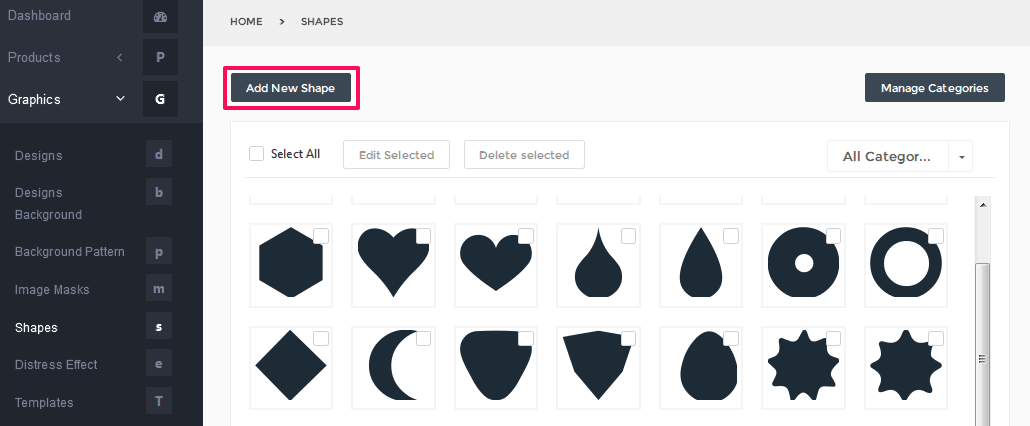 Dashboard
Products < P
Graphics G
Designs d
Designs b
Background
Background Pattern p
Image Masks m
Shapes s
Distress Effect e
Templates T
HOME > SHAPES
Add New Shape
Manage Categories
Select All Edit Selected Delete selected All Categor...